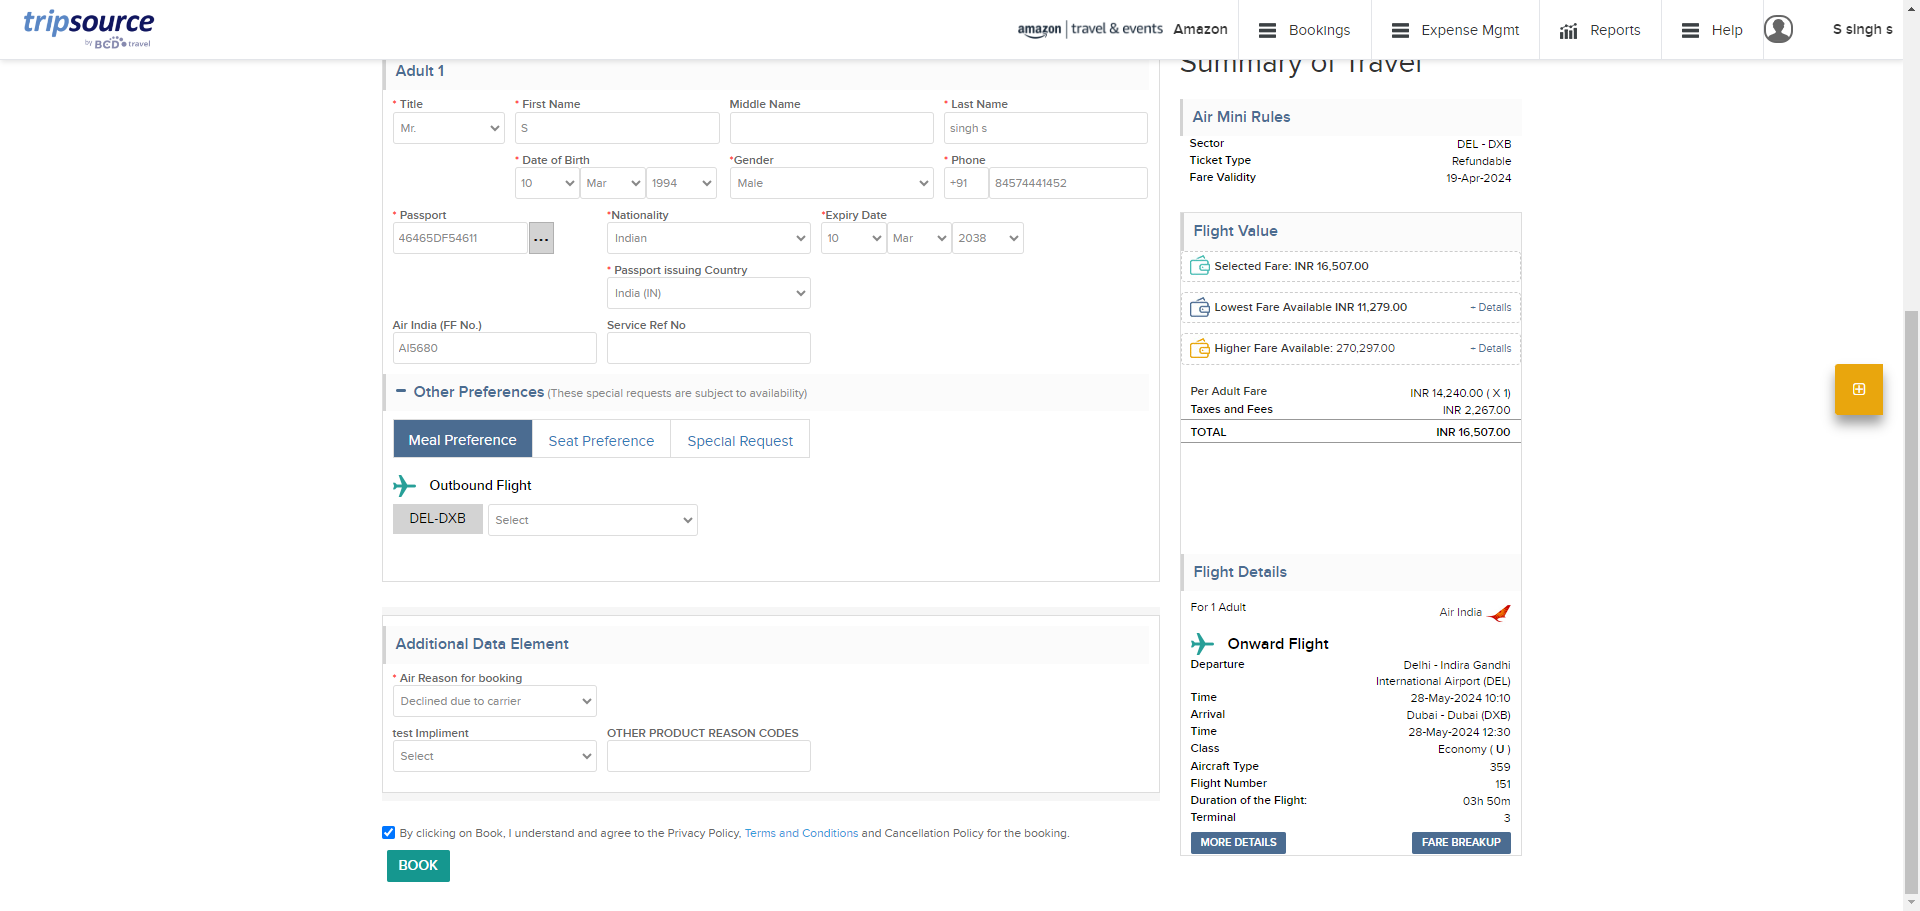 tripsource
by BCD travel
amazon travel & events Amazon
Bookings
Expense Mgmt
Reports
Help
S singh s
Adult 1
* Title
* First Name
Middle Name
* Last Name
Mr.
S
singh s
* Date of Birth
*Gender
* Phone
10
Mar
1994
Male
+91
84574441452
* Passport
*Nationality
*Expiry Date
46465DF54611
...
Indian
10
Mar
2038
* Passport issuing Country
India (IN)
Air India (FF No.)
Service Ref No
AI5680
Other Preferences (These special requests are subject to availability)
Meal Preference
Seat Preference
Special Request
Outbound Flight
DEL-DXB
Select
Additional Data Element
* Air Reason for booking
Declined due to carrier
test Impliment
OTHER PRODUCT REASON CODES
Select
By clicking on Book, I understand and agree to the Privacy Policy, Terms and Conditions and Cancellation Policy for the booking.
BOOK
Summary of Travel
Air Mini Rules
Sector DEL - DXB
Ticket Type Refundable
Fare Validity 19-Apr-2024
Flight Value
Selected Fare: INR 16,507.00
Lowest Fare Available INR 11,279.00 + Details
Higher Fare Available: 270,297.00 + Details
Per Adult Fare INR 14,240.00 ( X 1)
Taxes and Fees INR 2,267.00
TOTAL INR 16,507.00
Flight Details
For 1 Adult
Air India
Onward Flight
Departure Delhi - Indira Gandhi
International Airport (DEL)
Time 28-May-2024 10:10
Arrival Dubai - Dubai (DXB)
Time 28-May-2024 12:30
Class Economy ( U )
Aircraft Type 359
Flight Number 151
Duration of the Flight: 03h 50m
Terminal 3
MORE DETAILS
FARE BREAKUP